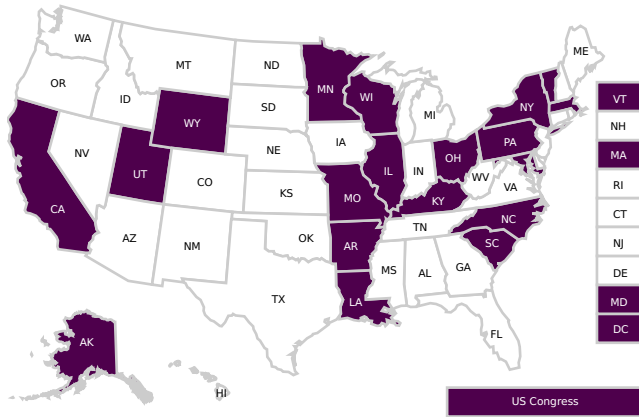 WA
ME
MT
ND
OR
MN
ID
WI
SD
NY
MI
WY
VT
NH
IA
PA
NE
MA
NV
OH
UT
IL
IN
WV
CO
RI
VA
KS
MO
KY
CA
CT
NC
TN
AZ
OK
NM
AR
SC
NJ
MS
AL
GA
DE
TX
LA
MD
DC
FL
AK
HI
US Congress